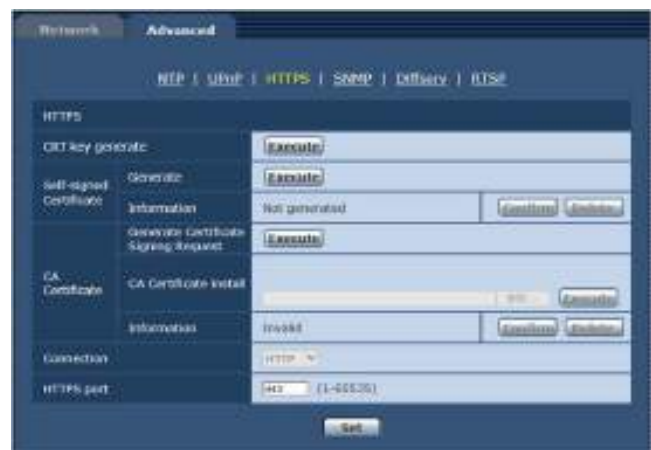 Network
Advanced
NTP | UPnP | HTTPS | SNMP | Diffserv | RTSP
HTTPS
CRT key generate
Execute
Self-signed Certificate
Generate
Execute
Information
Not generated
Confirm
Delete
CA Certificate
Generate Certificate Signing Request
Execute
CA Certificate install
Execute
Information
Invalid
Confirm
Delete
Connection
HTTP
HTTPS port
443
(1-65535)
Set